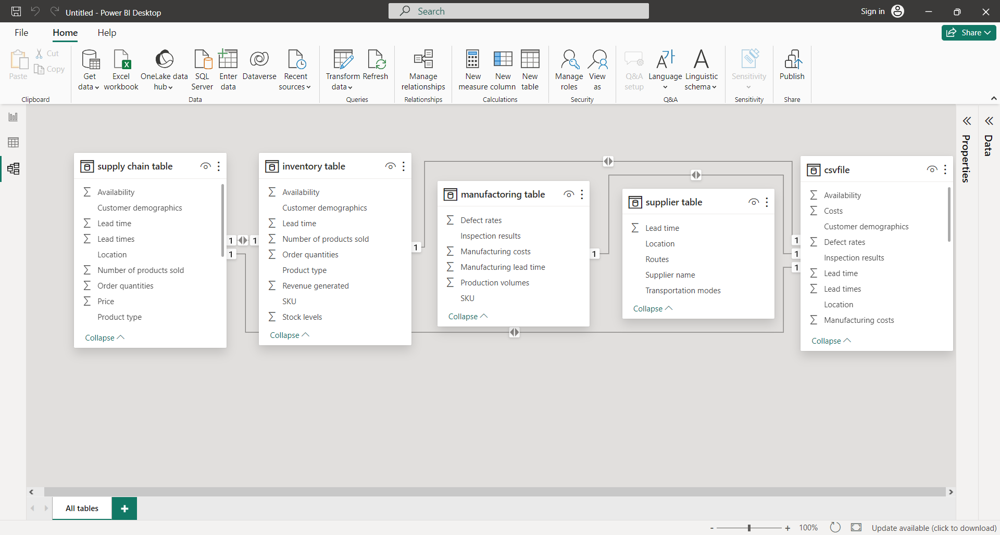 Untitled - Power BI Desktop
Search
Sign in
File
Home
Help
Share
Paste
Cut
Copy
Clipboard
Get data
Excel workbook
OneLake data hub
SQL Server
Enter data
Dataverse
Recent sources
Data
Transform data
Refresh
Queries
Manage relationships
Relationships
New measure
New column
New table
Calculations
Manage roles
View as
Security
Q&A setup
Language
Linguistic schema
Q&A
Sensitivity
Sensitivity
Publish
Share
supply chain table
Availability
Customer demographics
Lead time
Lead times
Location
Number of products sold
Order quantities
Price
Product type
Collapse
1
1
1
inventory table
Availability
Customer demographics
Lead time
Number of products sold
Order quantities
Product type
Revenue generated
SKU
Stock levels
Collapse
1
manufactoring table
Defect rates
Inspection results
Manufacturing costs
Manufacturing lead time
Production volumes
SKU
Collapse
1
supplier table
Lead time
Location
Routes
Supplier name
Transportation modes
Collapse
1
1
1
csvfile
Availability
Costs
Customer demographics
Defect rates
Inspection results
Lead time
Lead times
Location
Manufacturing costs
Collapse
Properties
Data
All tables
+
- + 100%
Update available (click to download)